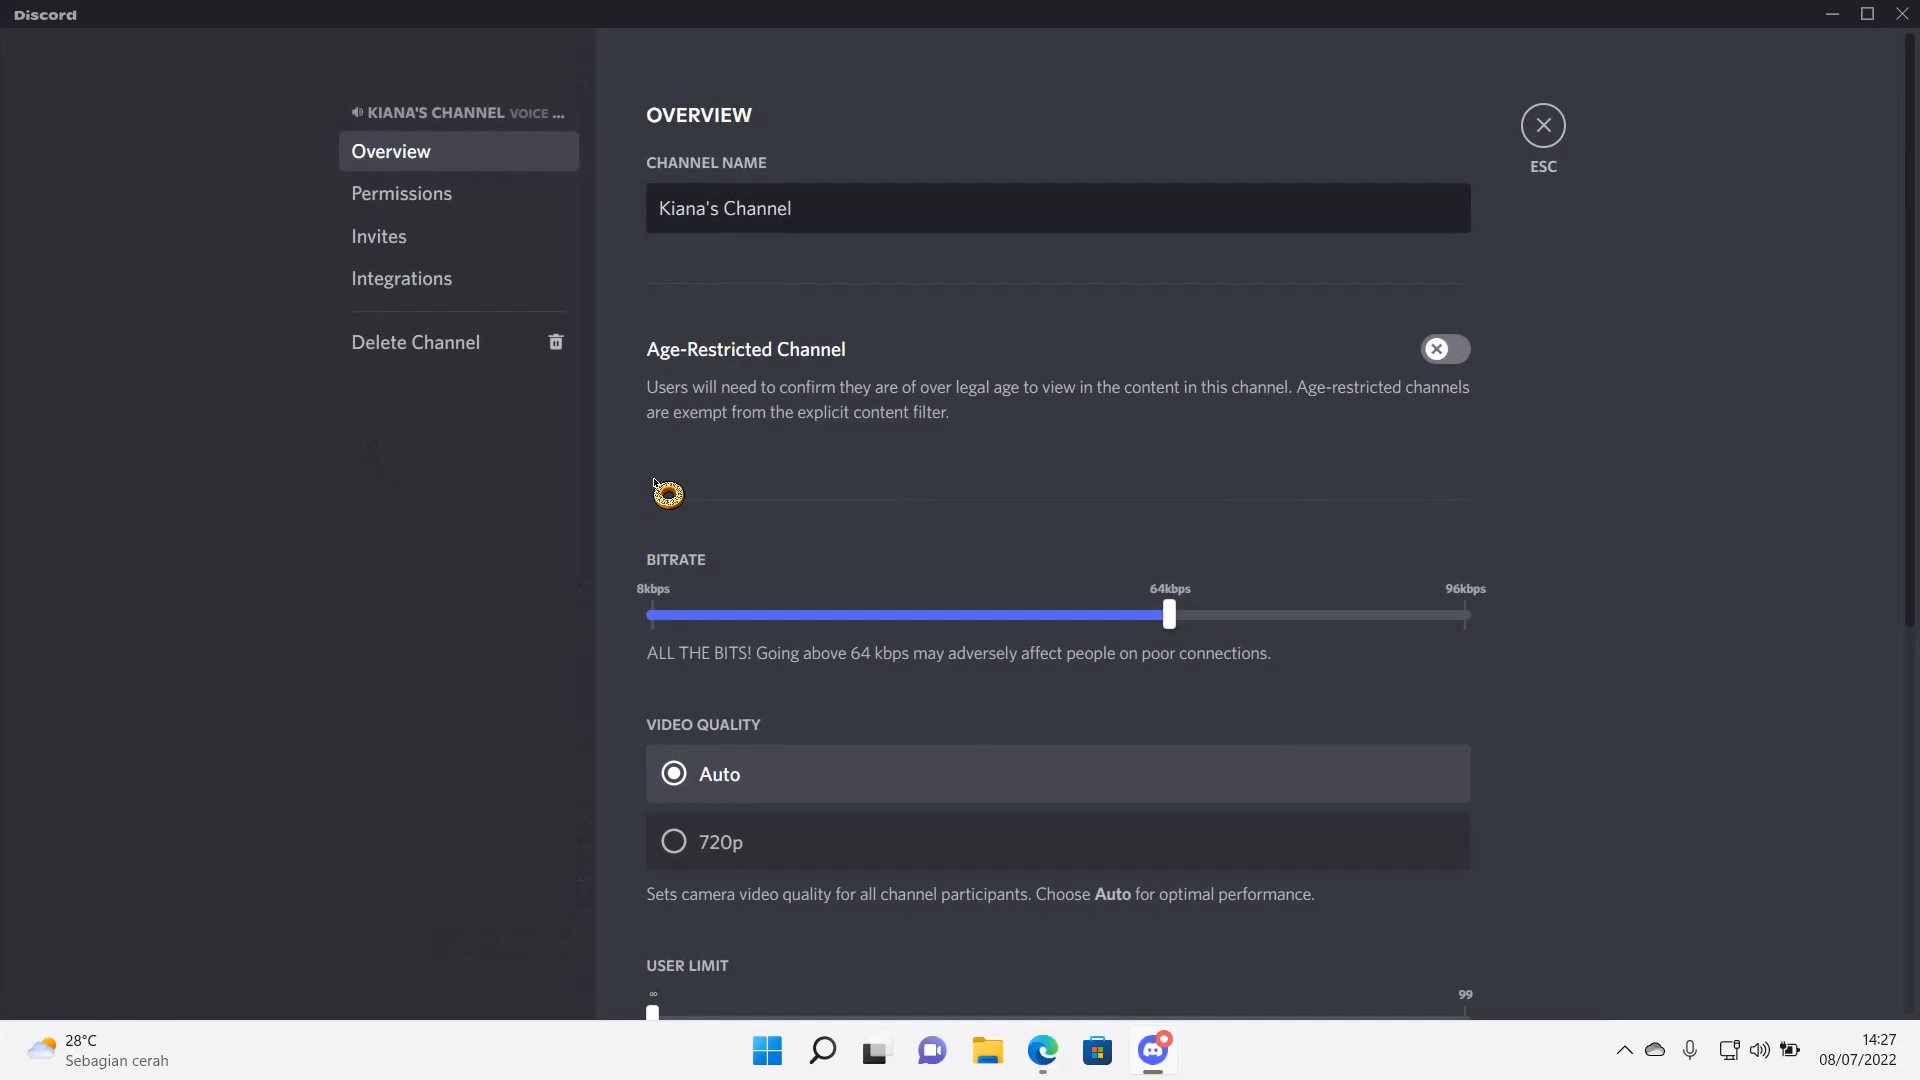 Discord
KIANA'S CHANNEL VOICE ...
Overview
Permissions
Invites
Integrations
Delete Channel
OVERVIEW
CHANNEL NAME
Kiana's Channel
ESC
Age-Restricted Channel
Users will need to confirm they are of over legal age to view in the content in this channel. Age-restricted channels
are exempt from the explicit content filter.
BITRATE
8kbps 64kbps 96kbps
ALL THE BITS! Going above 64 kbps may adversely affect people on poor connections.
VIDEO QUALITY
Auto
720p
Sets camera video quality for all channel participants. Choose Auto for optimal performance.
USER LIMIT
∞ 99
28°C
Sebagian cerah
14:27
08/07/2022